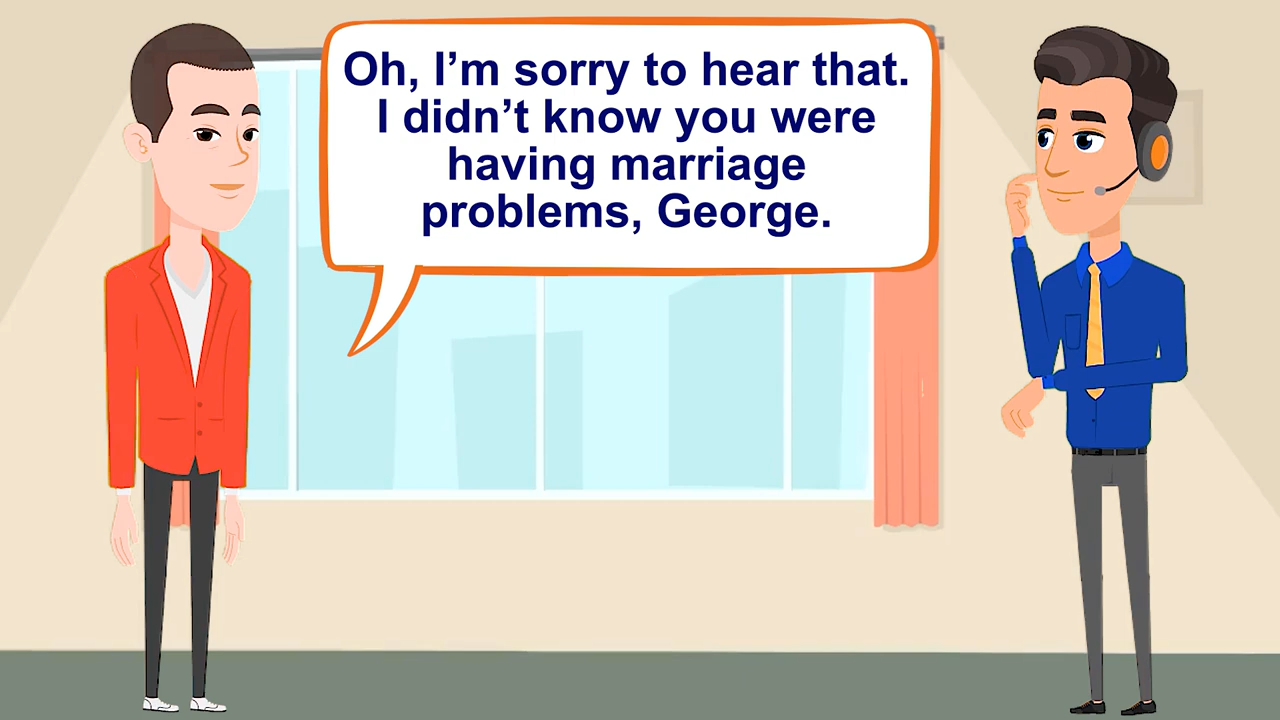 Oh, I’m sorry to hear that.
I didn’t know you were
having marriage
problems, George.